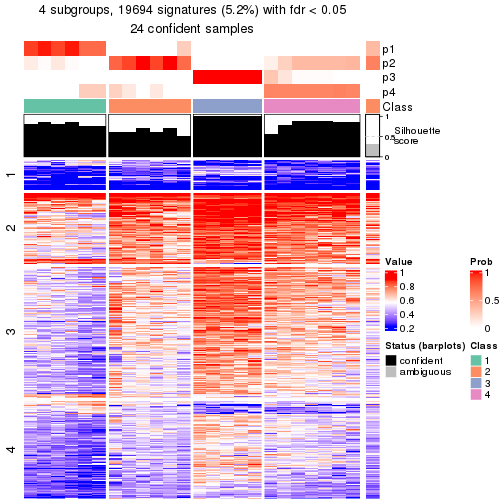 4 subgroups, 19694 signatures (5.2%) with fdr < 0.05
24 confident samples
p1
p2
p3
p4
Class
1
0.5
0
Silhouette
score
1
2
3
4
Value
1
0.8
0.6
0.4
0.2
Prob
1
0.5
0
Status (barplots)
confident
ambiguous
Class
1
2
3
4